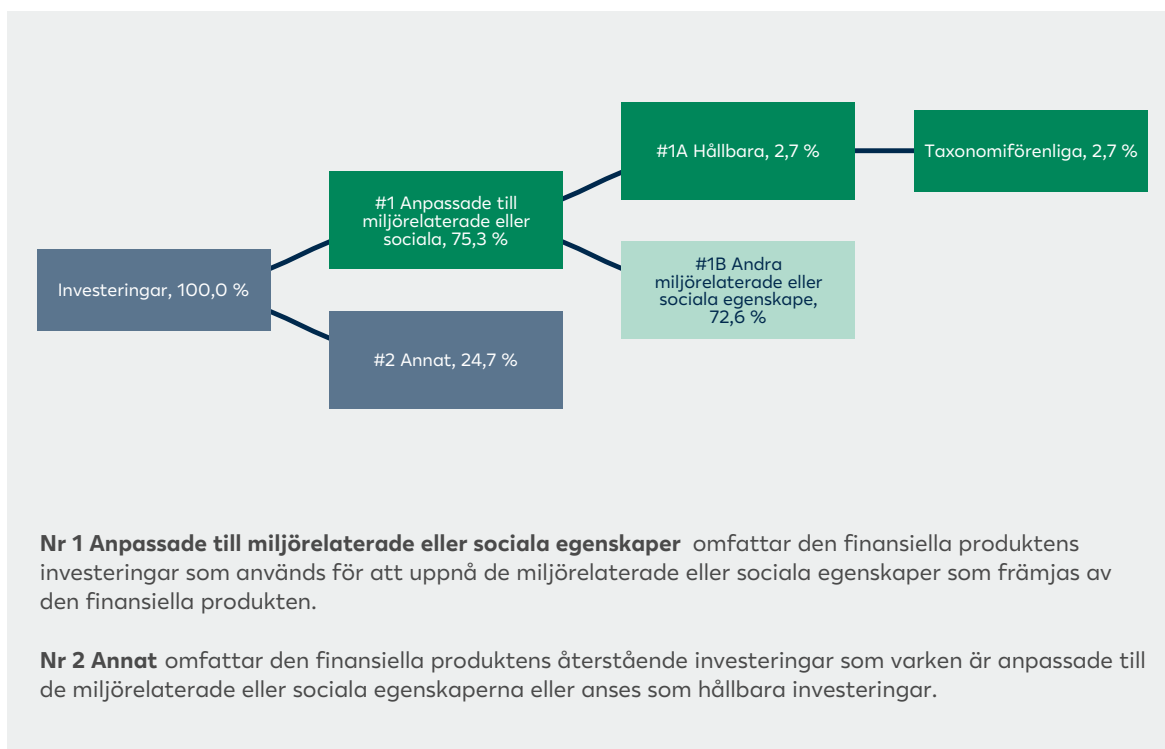 #1A Hållbara, 2,7 %
Taxonomiförenliga, 2,7 %
#1 Anpassade till
miljörelaterade eller
sociala, 75,3 %
Investeringar, 100,0 %
#1B Andra
miljörelaterade eller
sociala egenskape,
72,6 %
#2 Annat, 24,7 %
Nr 1 Anpassade till miljörelaterade eller sociala egenskaper omfattar den finansiella produktens
investeringar som används för att uppnå de miljörelaterade eller sociala egenskaper som främjas av
den finansiella produkten.
Nr 2 Annat omfattar den finansiella produktens återstående investeringar som varken är anpassade till
de miljörelaterade eller sociala egenskaperna eller anses som hållbara investeringar.